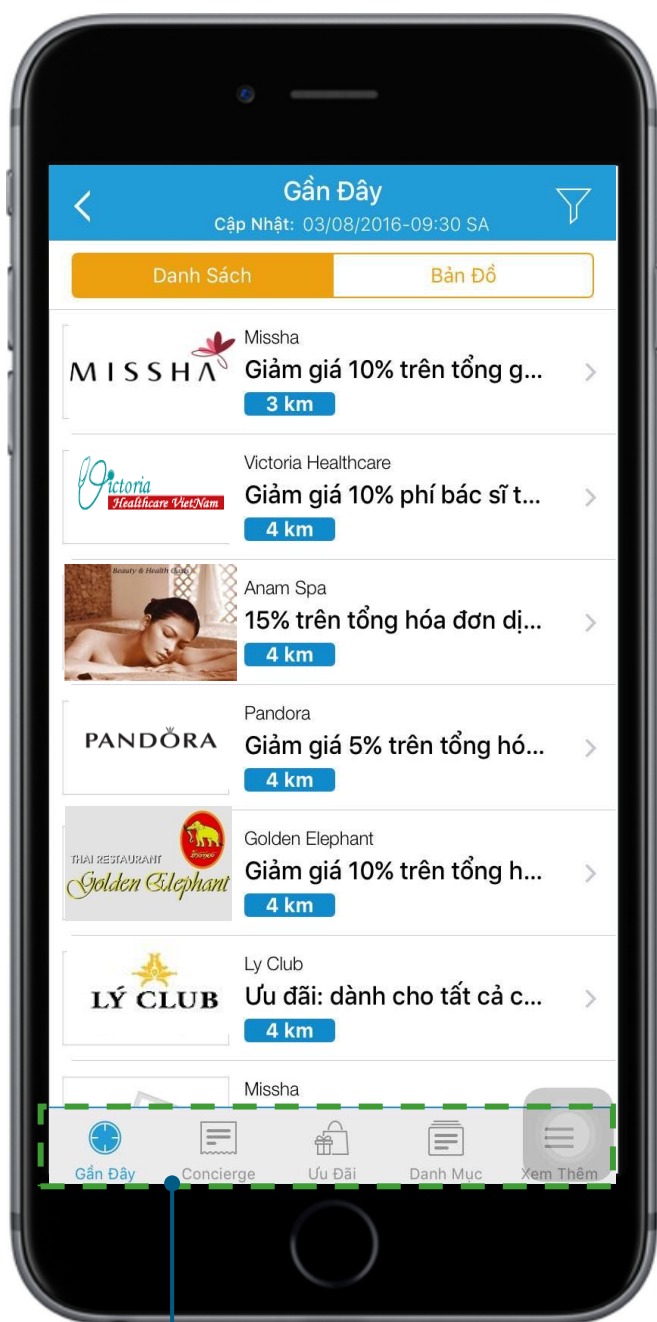 Gần Đây
Cập Nhật: 03/08/2016-09:30 SA
Danh Sách
Bản Đồ
MISSHA
Missha
Giảm giá 10% trên tổng g...
3 km
Victoria
Healthcare VietNam
Victoria Healthcare
Giảm giá 10% phí bác sĩ t...
4 km
Beauty & Health
Anam Spa
15% trên tổng hóa đơn dị...
4 km
PANDORA
Pandora
Giảm giá 5% trên tổng hó...
4 km
THAI RESTAURANT
Golden Elephant
Golden Elephant
Giảm giá 10% trên tổng h...
4 km
LÝ CLUB
Ly Club
Ưu đãi: dành cho tất cả c...
4 km
Missha
Gần Đây
Concierge
Ưu Đãi
Danh Mục
Xem Thêm